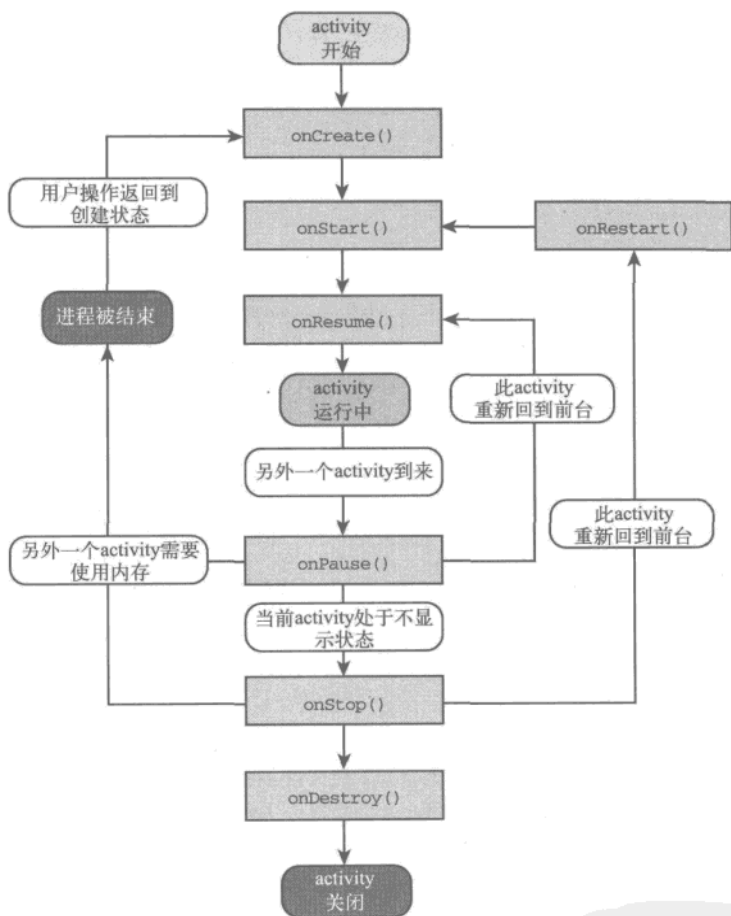 activity
开始
onCreate()
用户操作返回到
创建状态
onStart()
onRestart()
进程被结束
onResume()
activity
运行中
此activity
重新回到前台
另外一个activity到来
此activity
重新回到前台
另外一个activity需要
使用内存
onPause()
当前activity处于不显
示状态
onStop()
onDestroy()
activity
关闭